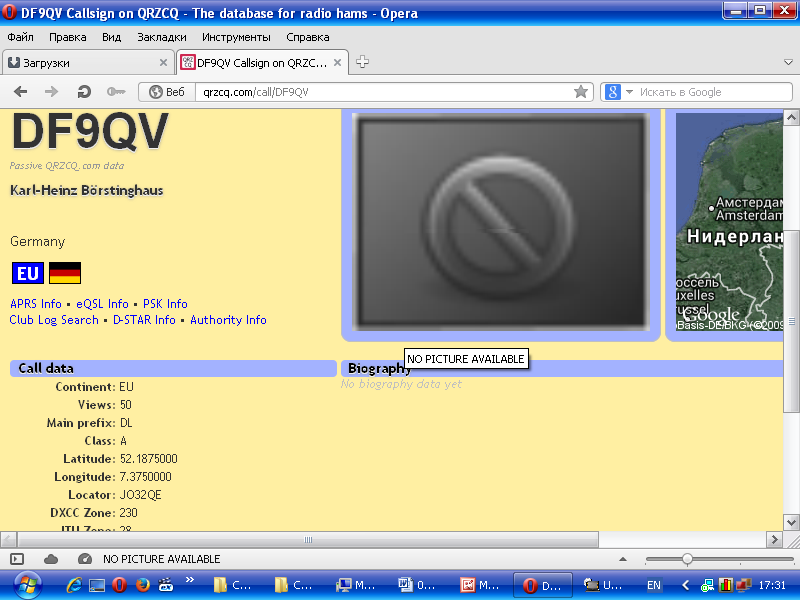 DF9QV Callsign on QRZCQ - The database for radio hams - Opera
Файл Правка Вид Закладки Инструменты Справка
Загрузки
DF9QV Callsign on QRZC...
Веб
qrzcq.com/call/DF9QV
Искать в Google
DF9QV
Passive QRZCQ.com data
Karl-Heinz Börstinghaus
Germany
EU
APRS Info • eQSL Info • PSK Info
Club Log Search • D-STAR Info • Authority Info
Амстердам
Amsterdam
Нидерлан
юссель
uxelles
russel
Google
Basis-DE/BKG (©2009
NO PICTURE AVAILABLE
Call data
Continent: EU
Views: 50
Main prefix: DL
Class: A
Latitude: 52.1875000
Longitude: 7.3750000
Locator: JO32QE
DXCC Zone: 230
ITU Zone: 28
Biography
No biography data yet
NO PICTURE AVAILABLE
С... С... М... 0... М... D... U... EN 17:31